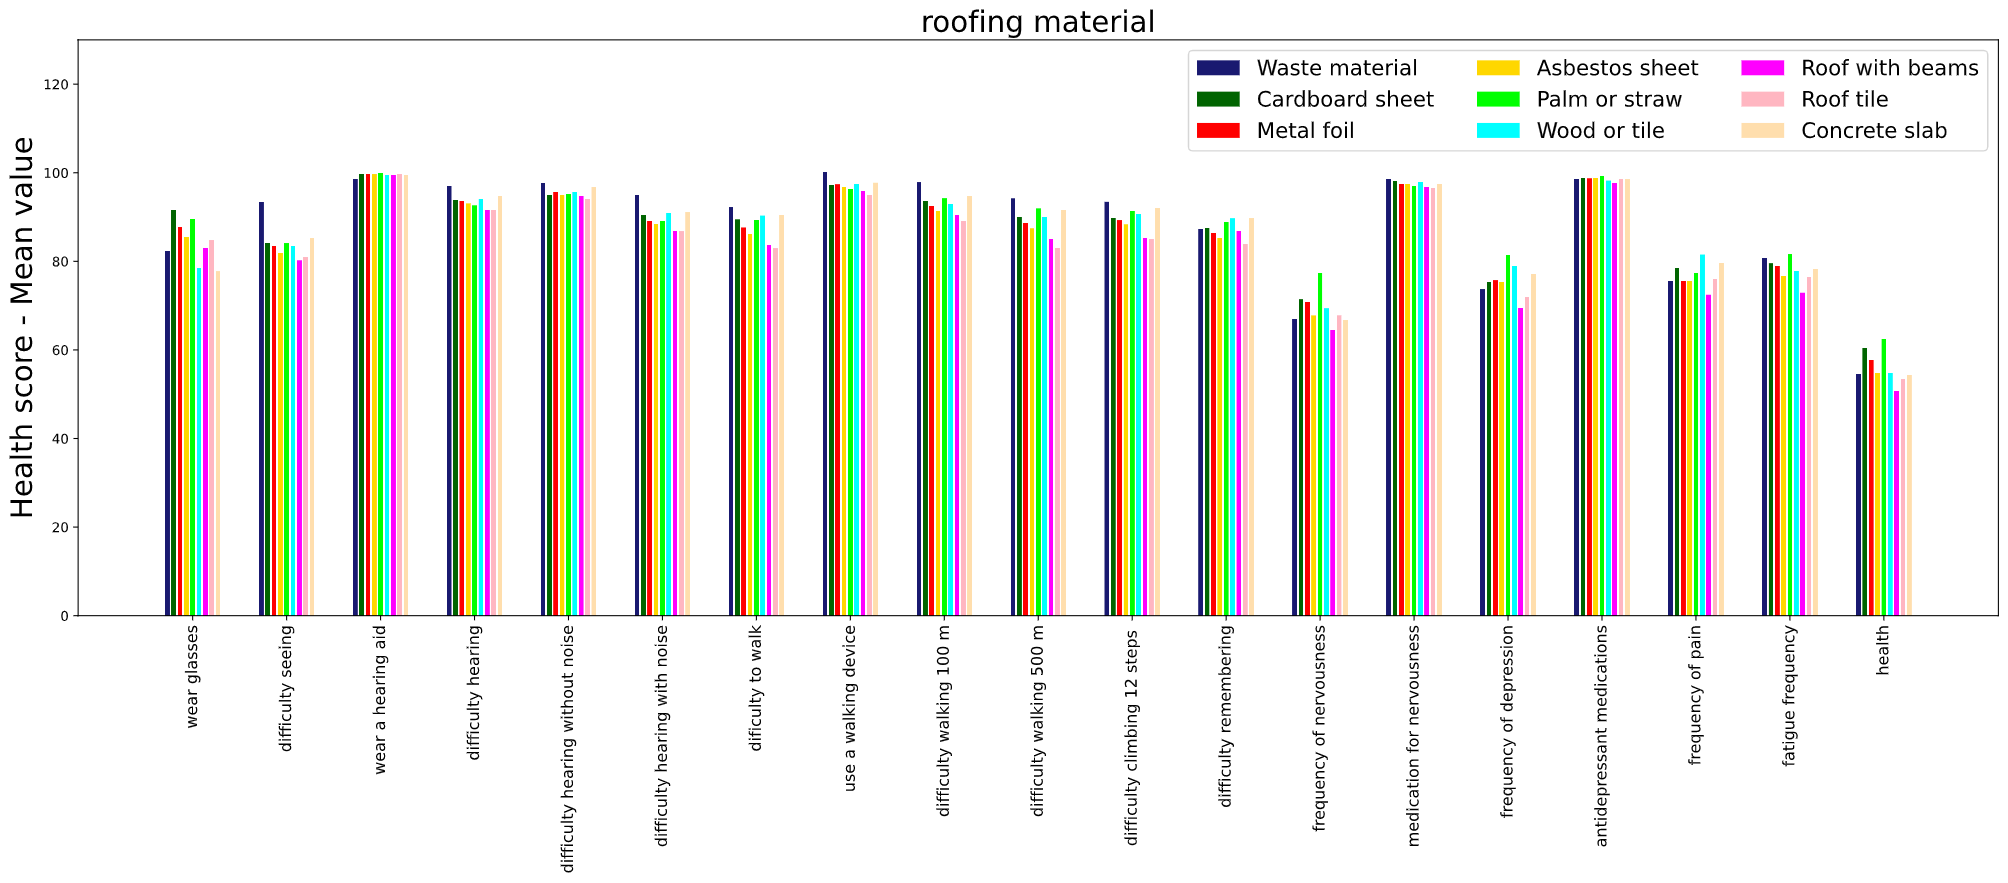 roofing material
Health score - Mean value
120
100
80
60
40
20
0
Waste material
Cardboard sheet
Metal foil
Asbestos sheet
Palm or straw
Wood or tile
Roof with beams
Roof tile
Concrete slab
wear glasses
difficulty seeing
wear a hearing aid
difficulty hearing
difficulty hearing without noise
difficulty hearing with noise
dificulty to walk
use a walking device
difficulty walking 100 m
difficulty walking 500 m
difficulty climbing 12 steps
difficulty remembering
frequency of nervousness
medication for nervousness
frequency of depression
antidepressant medications
frequency of pain
fatigue frequency
health